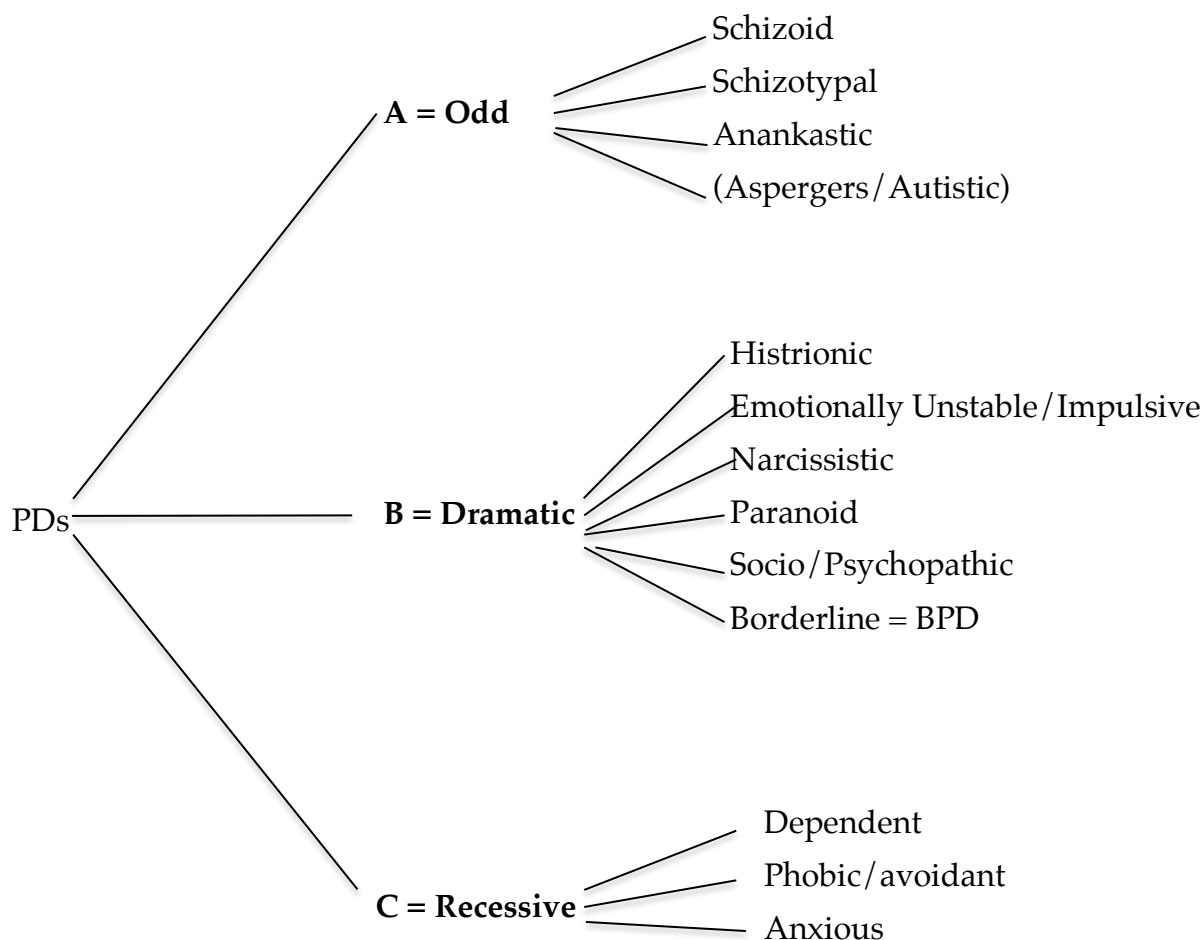 Schizoid
Schizotypal
A = Odd
Anankastic
(Aspergers/Autistic)
Histrionic
Emotionally Unstable/Impulsive
Narcissistic
PDs
B = Dramatic
Paranoid
Socio/Psychopathic
Borderline = BPD
Dependent
Phobic/avoidant
C = Recessive
Anxious